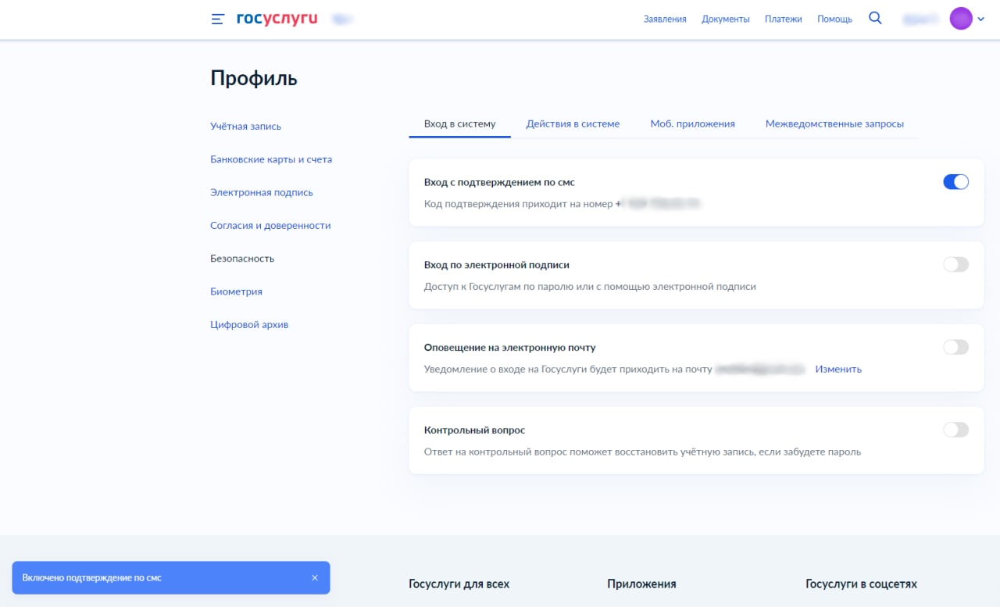 госуслуги
Заявления Документы Платежи Помощь
Профиль
Учётная запись
Банковские карты и счета
Электронная подпись
Согласия и доверенности
Безопасность
Биометрия
Цифровой архив
Вход в систему Действия в системе Моб. приложения Межведомственные запросы
Вход с подтверждением по смс
Код подтверждения приходит на номер +
Вход по электронной подписи
Доступ к Госуслугам по паролю или с помощью электронной подписи
Оповещение на электронную почту
Уведомление о входе на Госуслуги будет приходить на почту Изменить
Контрольный вопрос
Ответ на контрольный вопрос поможет восстановить учётную запись, если забудете пароль
Включено подтверждение по смс
Госуслуги для всех Приложения Госуслуги в соцсетях